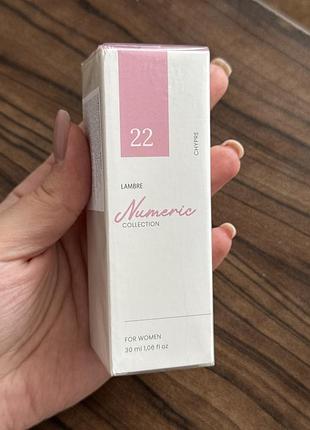 22
CHYPRE
LAMBRE
Numeric
COLLECTION
FOR WOMEN
30 ml 1,06 fl oz